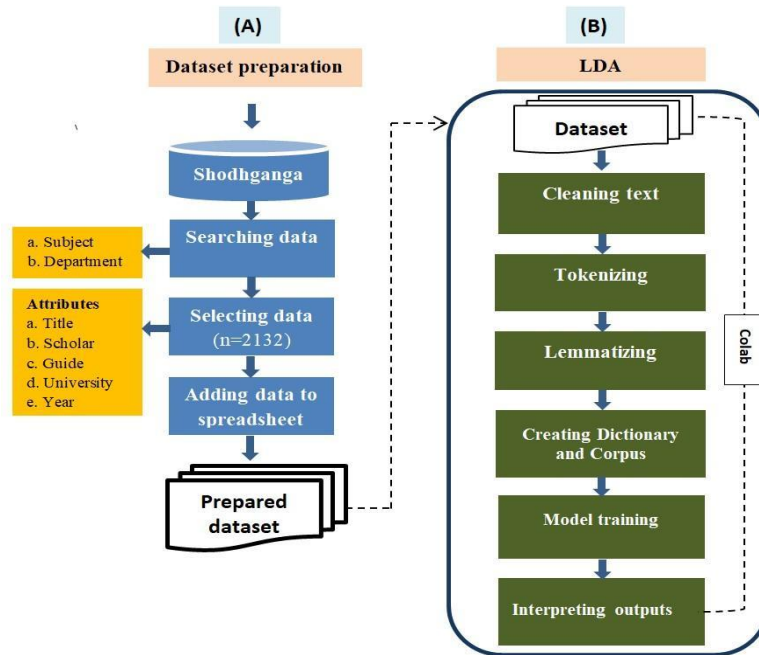 (A)
Dataset preparation
Shodhganga
Searching data
a. Subject
b. Department
Selecting data
(n=2132)
Attributes
a. Title
b. Scholar
c. Guide
d. University
e. Year
Adding data to
spreadsheet
Prepared
dataset
(B)
LDA
Dataset
Cleaning text
Tokenizing
Lemmatizing
Creating Dictionary
and Corpus
Model training
Interpreting outputs
Colab